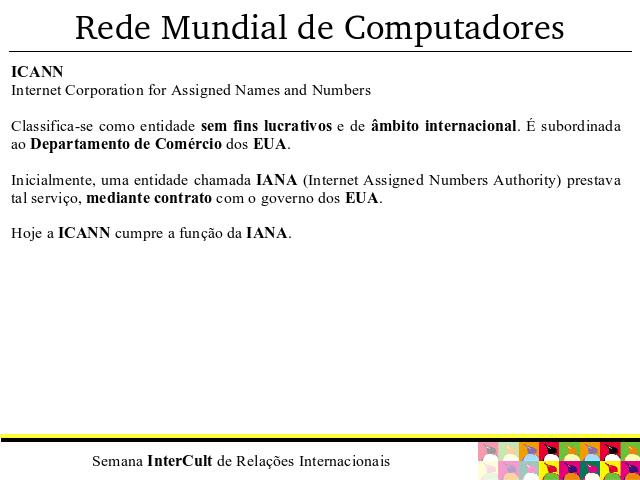 Rede Mundial de Computadores
ICANN
Internet Corporation for Assigned Names and Numbers
Classifica-se como entidade sem fins lucrativos e de âmbito internacional. É subordinada
ao Departamento de Comércio dos EUA.
Inicialmente, uma entidade chamada IANA (Internet Assigned Numbers Authority) prestava
tal serviço, mediante contrato com o governo dos EUA.
Hoje a ICANN cumpre a função da IANA.
Semana InterCult de Relações Internacionais